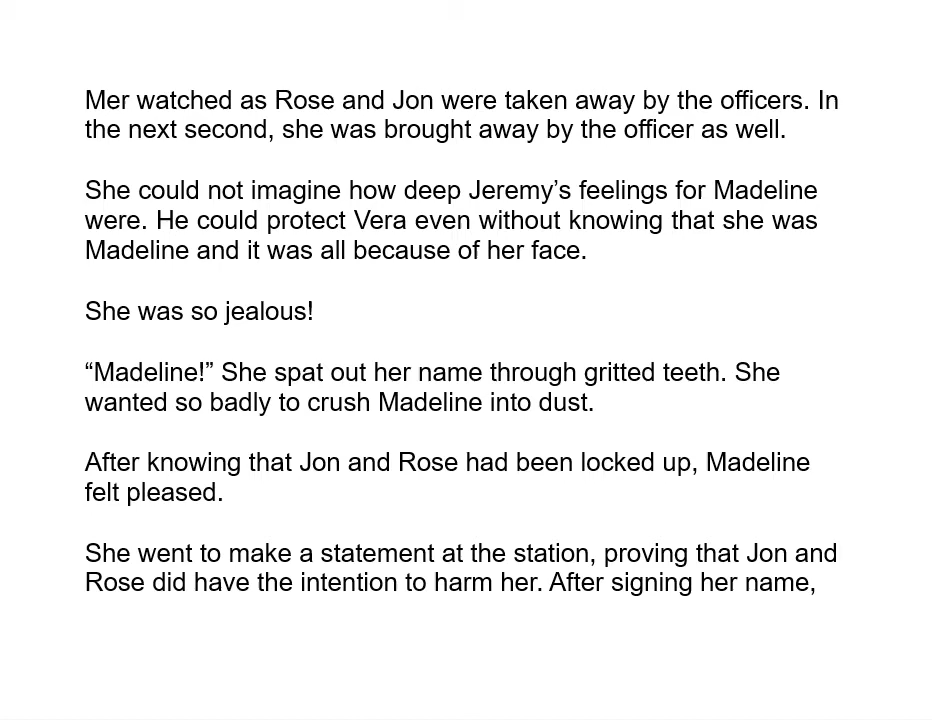 Mer watched as Rose and Jon were taken away by the officers. In
the next second, she was brought away by the officer as well.
She could not imagine how deep Jeremy’s feelings for Madeline
were. He could protect Vera even without knowing that she was
Madeline and it was all because of her face.
She was so jealous!
“Madeline!” She spat out her name through gritted teeth. She
wanted so badly to crush Madeline into dust.
After knowing that Jon and Rose had been locked up, Madeline
felt pleased.
She went to make a statement at the station, proving that Jon and
Rose did have the intention to harm her. After signing her name,